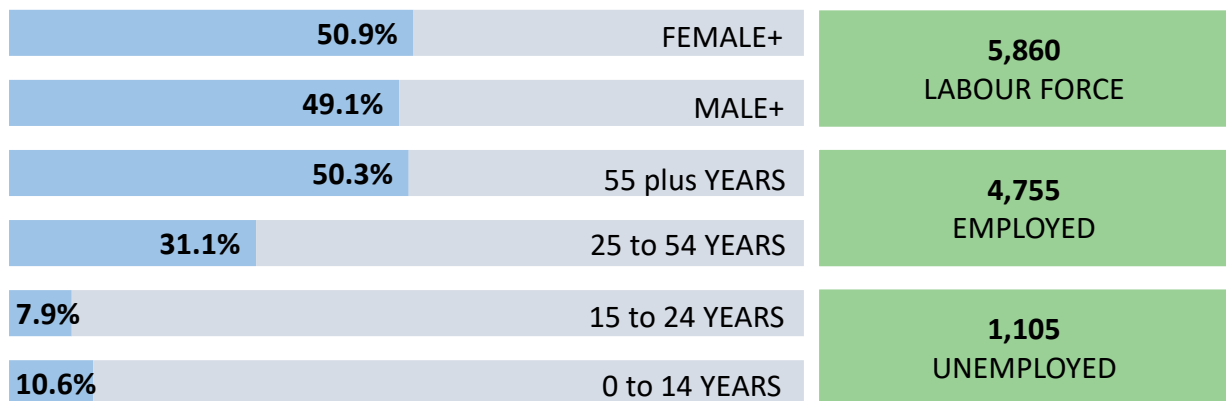 50.9% FEMALE+
49.1% MALE+
50.3% 55 plus YEARS
31.1% 25 to 54 YEARS
7.9% 15 to 24 YEARS
10.6% 0 to 14 YEARS
5,860
LABOUR FORCE
4,755
EMPLOYED
1,105
UNEMPLOYED